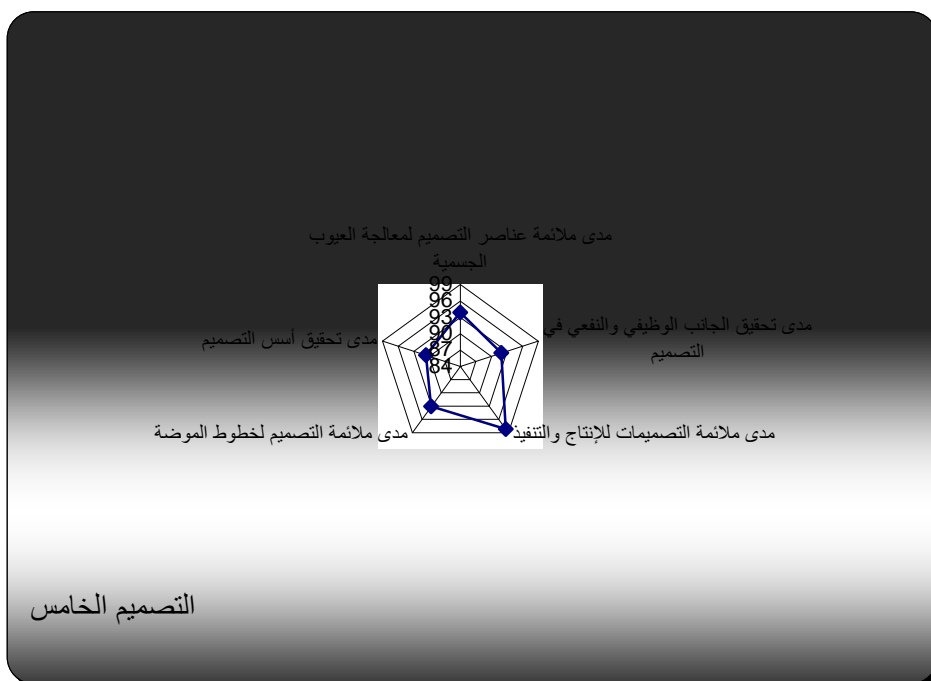 مدى ملائمة عناصر التصميم لمعالجة العيوب
الجسمية
99
96
93
90
87
84
مدى تحقيق الجانب الوظيفي والنفعي في
التصميم
مدى تحقيق أسس التصميم
مدى ملائمة التصميمات للإنتاج والتنفيذ
مدى ملائمة التصميم لخطوط الموضة
التصميم الخامس